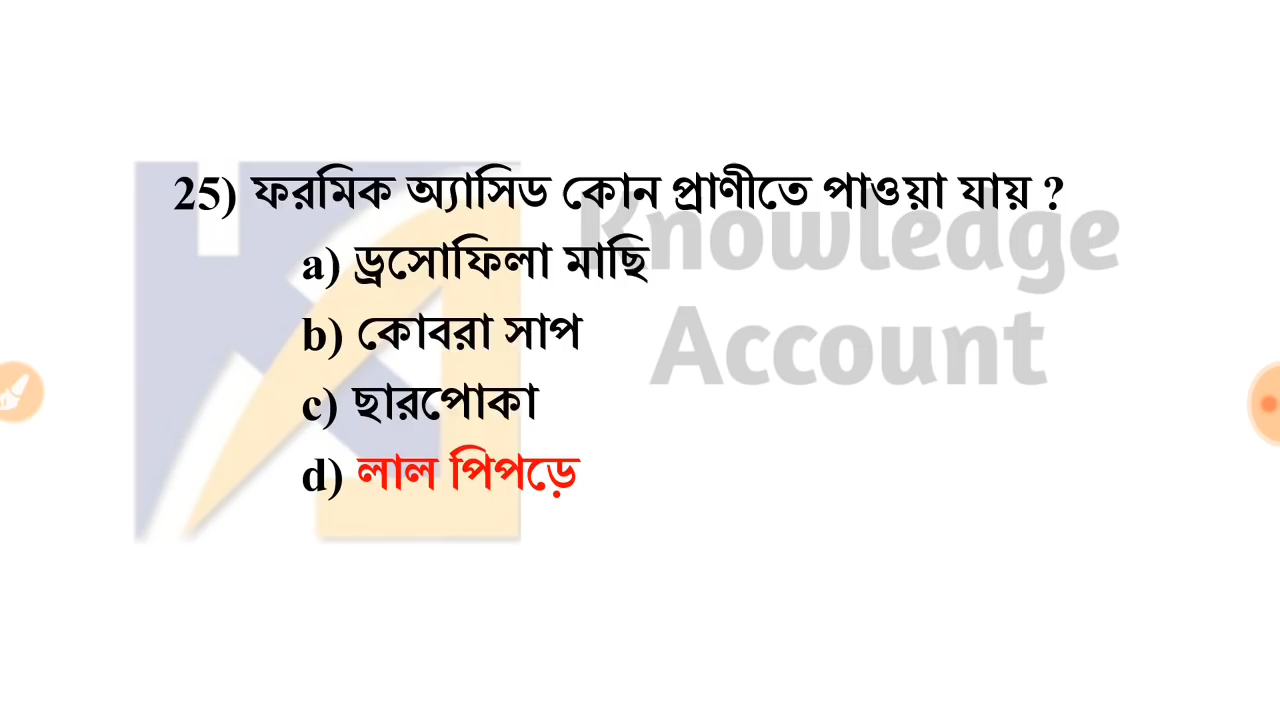 25) ফরমিক অ্যাসিড কোন প্রাণীতে পাওয়া যায় ?
a) ড্রসোফিলা মাছি
b) কোবরা সাপ
c) ছারপোকা
d) লাল পিপড়ে
Knowledge
Account